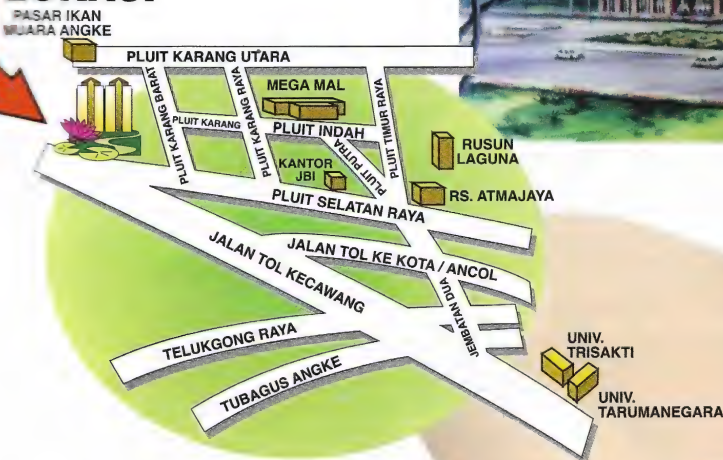 PASAR IKAN
MUARA ANGKE
PLUIT KARANG UTARA
MEGA MAL
PLUIT KARANG BARAT
PLUIT KARANG
PLUIT KARANG RAYA
PLUIT INDAH
PLUIT PUTRA
PLUIT TIMUR RAYA
RUSUN
LAGUNA
KANTOR
JBI
RS. ATMAJAYA
PLUIT SELATAN RAYA
JALAN TOL KECAWANG
JALAN TOL KE KOTA / ANCOL
JEMBATAN DUA
TELUKGONG RAYA
TUBAGUS ANGKE
UNIV.
TRISAKTI
UNIV.
TARUMANEGARA